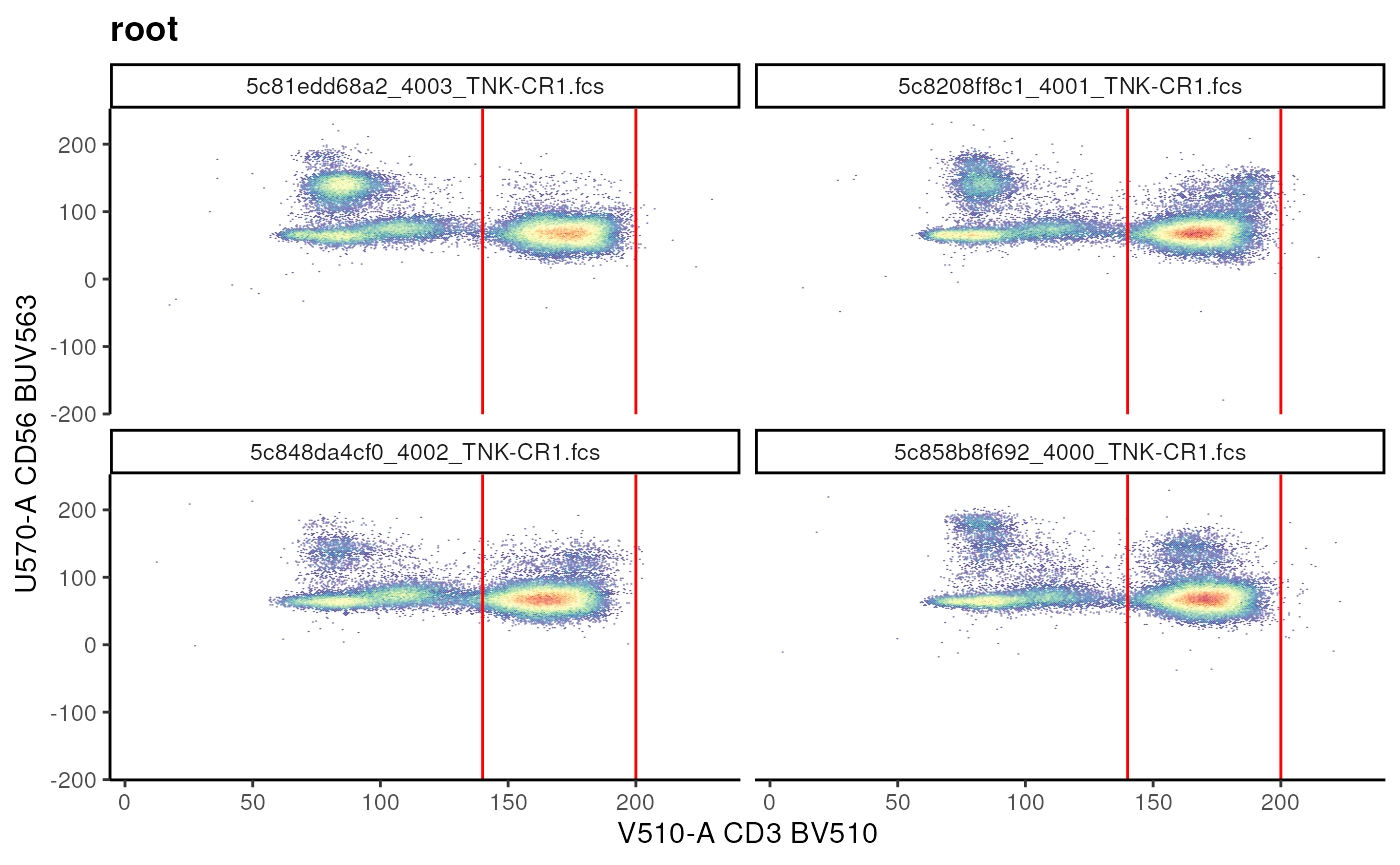 root
5c81edd68a2_4003_TNK-CR1.fcs
5c8208ff8c1_4001_TNK-CR1.fcs
200
100
0
-100
-200
5c848da4cf0_4002_TNK-CR1.fcs
5c858b8f692_4000_TNK-CR1.fcs
200
100
0
-100
-200
0 50 100 150 200
0 50 100 150 200
V510-A CD3 BV510
U570-A CD56 BUV563